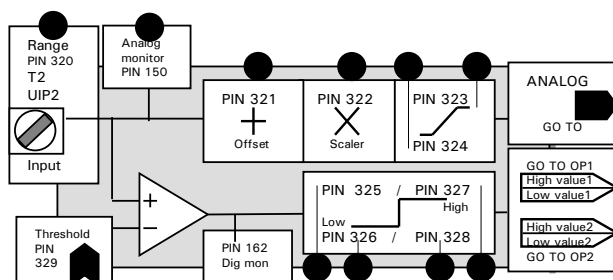 Range
PIN 320
T2
UIP2
Input
Analog
monitor
PIN 150
PIN 321
Offset
PIN 322
Scaler
PIN 323
PIN 324
ANALOG
GO TO
Threshold
PIN
329
PIN 162
Dig mon
PIN 325 / PIN 327
Low
High
PIN 326 / PIN 328
GO TO OP1
High value1
Low value1
High value2
Low value2
GO TO OP2